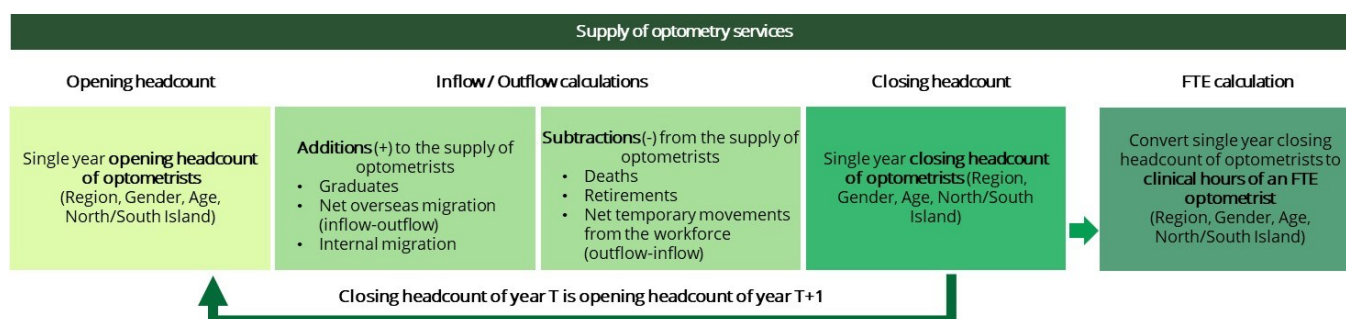 Supply of optometry services
Opening headcount
Inflow / Outflow calculations
Closing headcount
FTE calculation
Single year opening headcount
of optometrists
(Region, Gender, Age,
North/South Island)
Additions (+) to the supply of
optometrists
• Graduates
• Net overseas migration
(inflow-outflow)
• Internal migration
Subtractions (-) from the supply of
optometrists
• Deaths
• Retirements
• Net temporary movements
from the workforce
(outflow-inflow)
Single year closing headcount
of optometrists (Region,
Gender, Age, North/South
Island)
Convert single year closing
headcount of optometrists to
clinical hours of an FTE
optometrist
(Region, Gender, Age,
North/South Island)
Closing headcount of year T is opening headcount of year T+1